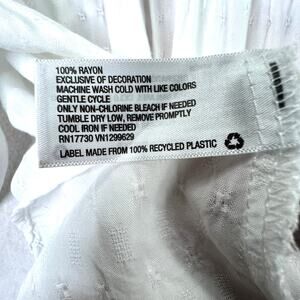 100% RAYON
EXCLUSIVE OF DECORATION
MACHINE WASH COLD WITH LIKE COLORS
GENTLE CYCLE
ONLY NON-CHLORINE BLEACH IF NEEDED
TUMBLE DRY LOW, REMOVE PROMPTLY
COOL IRON IF NEEDED
RN17730 VN1299629
LABEL MADE FROM 100% RECYCLED PLASTIC